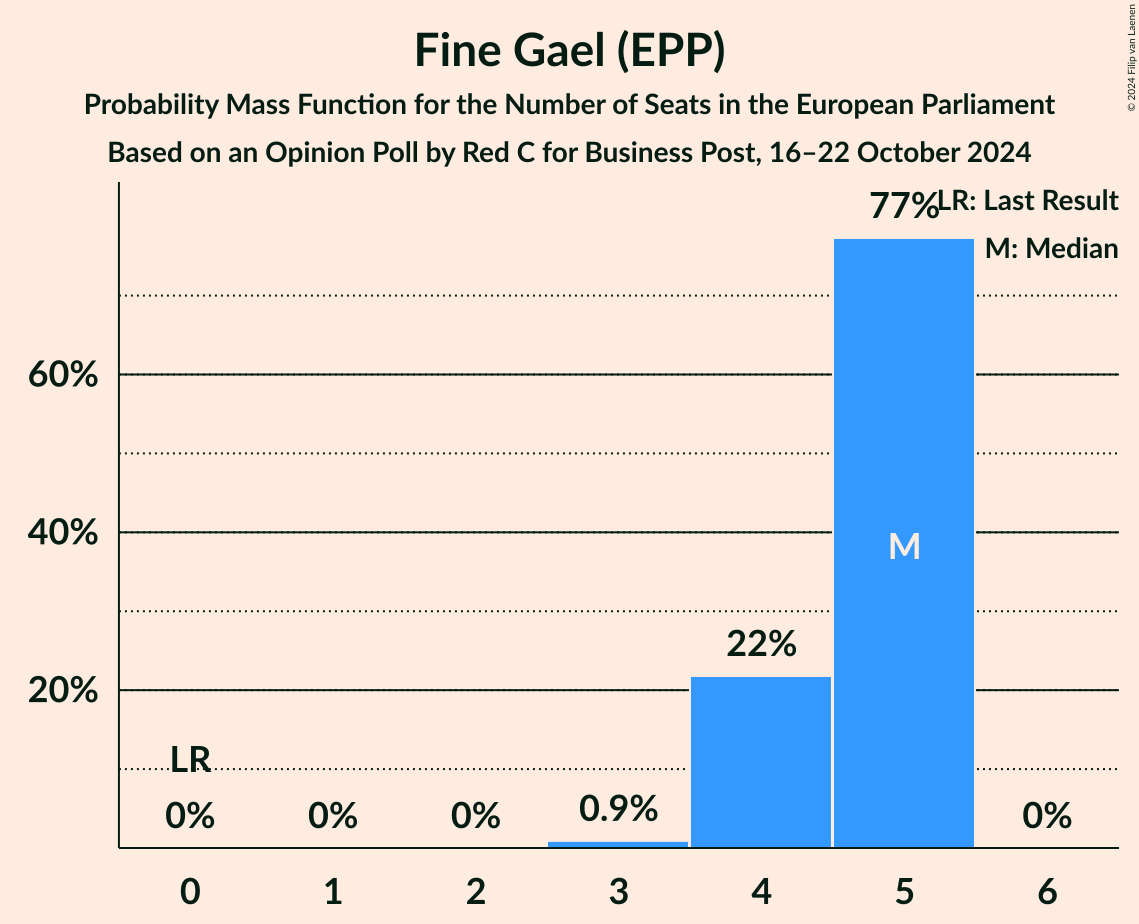 Fine Gael (EPP)
Probability Mass Function for the Number of Seats in the European Parliament
Based on an Opinion Poll by Red C for Business Post, 16–22 October 2024
© 2024 Filip van Laenen
77%
LR: Last Result
M: Median
60%
40%
M
22%
20%
LR
0%
0%
0%
0.9%
0%
0 1 2 3 4 5 6